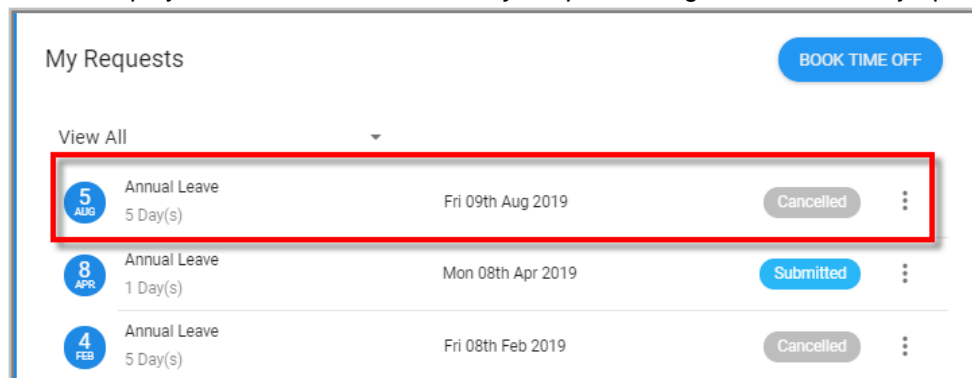 My Requests
BOOK TIME OFF
View All
5 AUG
Annual Leave
5 Day(s)
Fri 09th Aug 2019
Cancelled
8 APR
Annual Leave
1 Day(s)
Mon 08th Apr 2019
Submitted
4 FEB
Annual Leave
5 Day(s)
Fri 08th Feb 2019
Cancelled